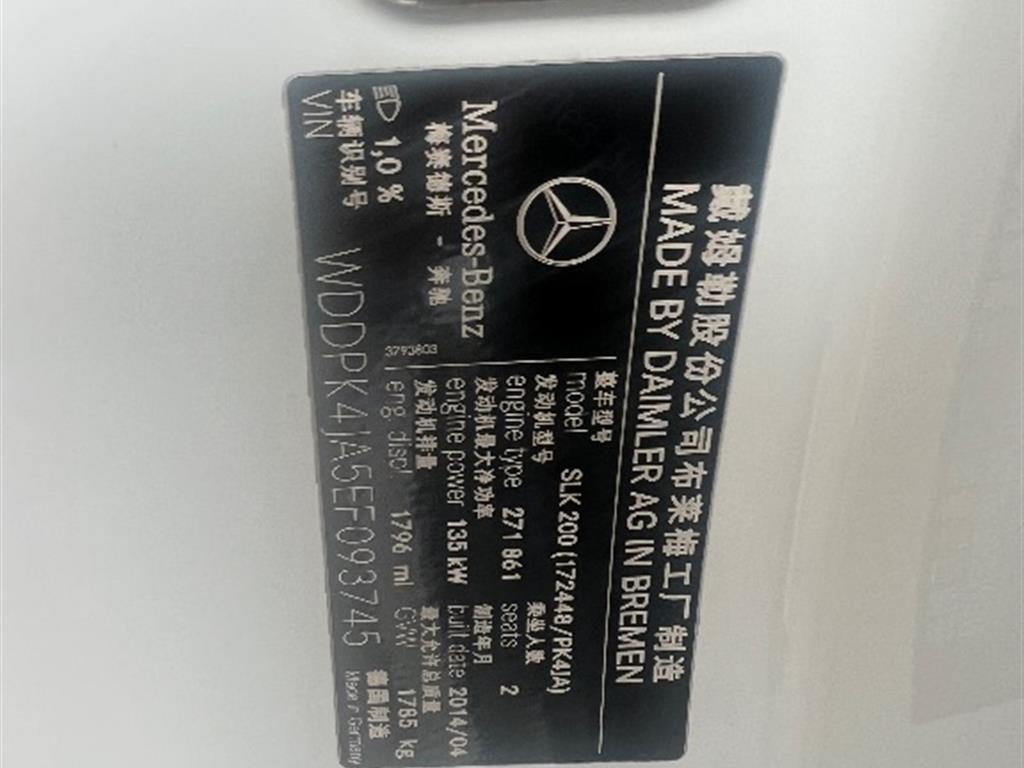 戴姆勒股份公司布莱梅工厂制造
MADE BY DAIMLER AG IN BREMEN
整车型号
model SLK 200 (172448/PK4JA)
发动机型号 乘坐人数
engine type 271 861 seats 2
发动机最大净功率 制造年月
engine power 135 kW built date 2014/04
发动机排量 最大允许总质量
eng. displ. 1796 ml GVW 1785 kg
Mercedes-Benz
梅赛德斯 - 奔驰
3793803
1,0 %
车辆识别号 德国制造
VIN WDDPK4JA5EF093745 Made in Germany